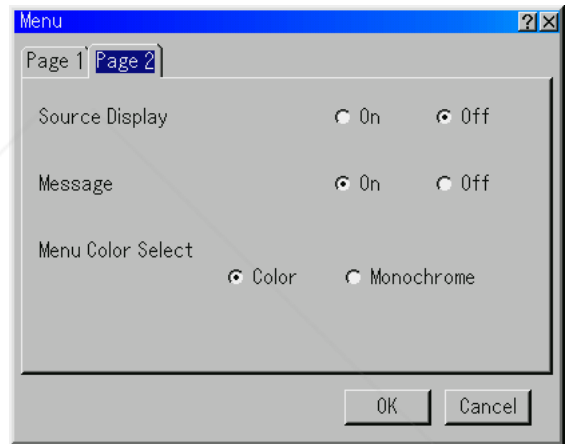 Menu
Page 1 Page 2
Source Display On Off
Message On Off
Menu Color Select
Color Monochrome
OK Cancel